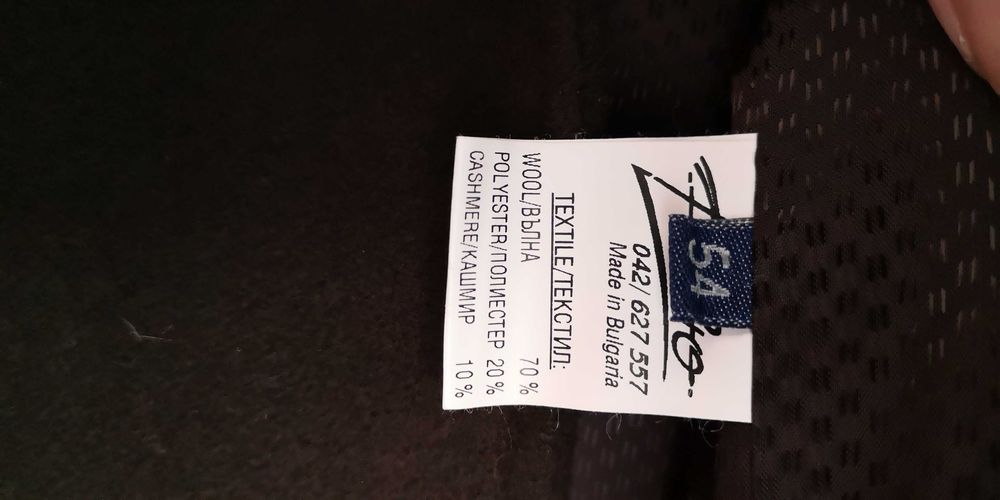 54
042/ 627 557
Made in Bulgaria
TEXTILE/ТЕКСТИЛ:
WOOL/ВЪЛНА 70%
POLYESTER/ПОЛИЕСТЕР 20%
CASHMERE/КАШМИР 10%